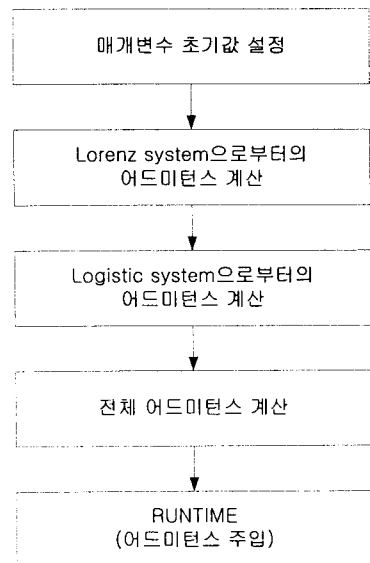 매개변수 초기값 설정
Lorenz system으로부터의
어드미턴스 계산
Logistic system으로부터의
어드미턴스 계산
전체 어드미턴스 계산
RUNTIME
(어드미턴스 주입)